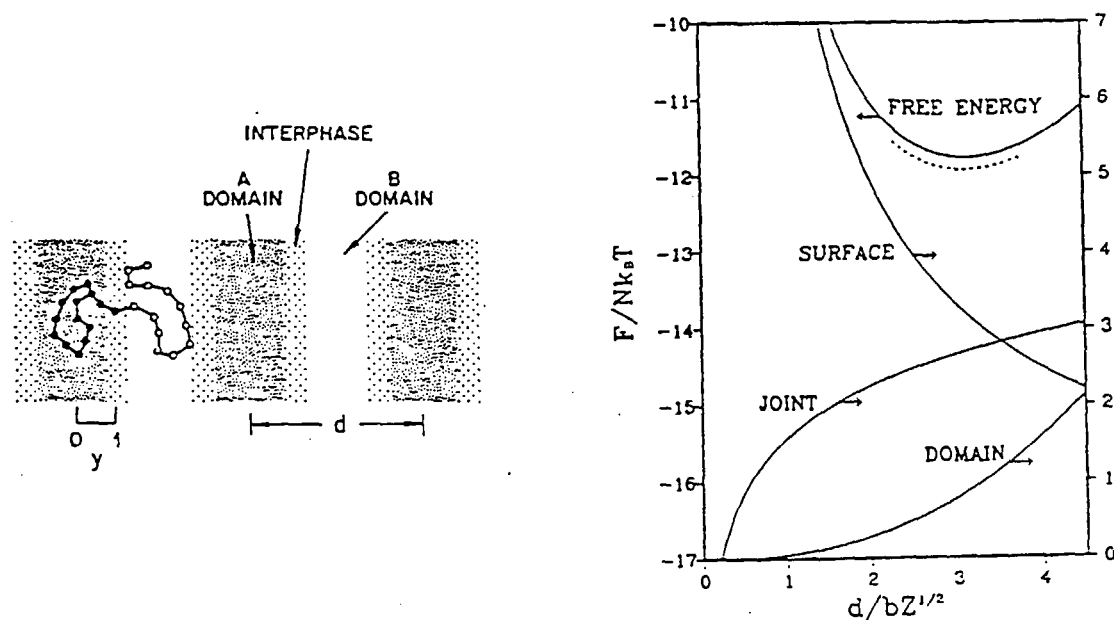 INTERPHASE
A
DOMAIN
B
DOMAIN
0 1
y
d
F/Nk_BT
-10
-11
-12
-13
-14
-15
-16
-17
7
6
5
4
3
2
1
0
FREE ENERGY
SURFACE
JOINT
DOMAIN
0 1 2 3 4
d/bZ^1/2